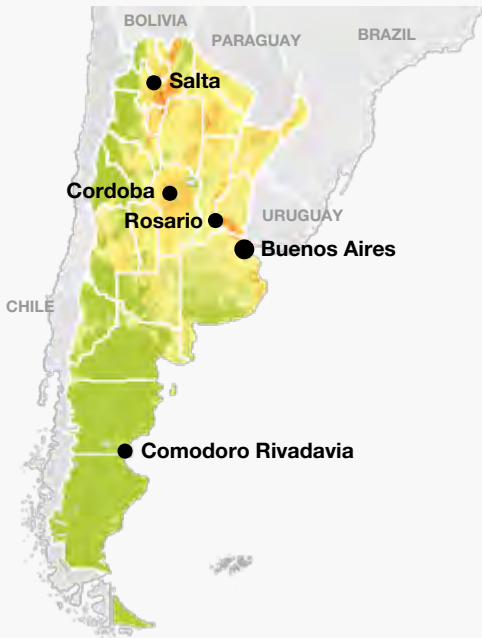 BOLIVIA
BRAZIL
PARAGUAY
Salta
Cordoba
Rosario
URUGUAY
Buenos Aires
CHILE
Comodoro Rivadavia